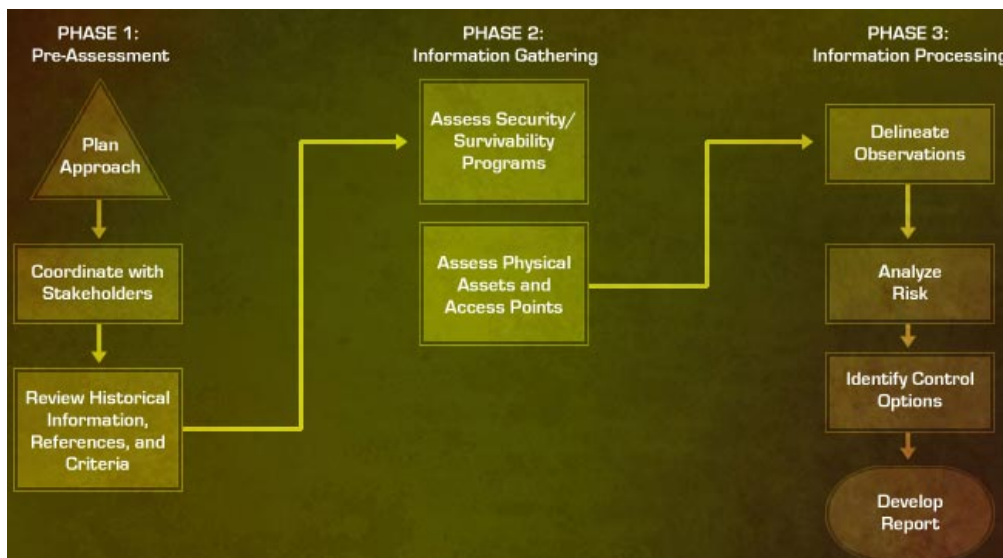 PHASE 1:
Pre-Assessment
Plan
Approach
Coordinate with
Stakeholders
Review Historical
Information,
References, and
Criteria
PHASE 2:
Information Gathering
Assess Security/
Survivability
Programs
Assess Physical
Assets and
Access Points
PHASE 3:
Information Processing
Delineate
Observations
Analyze
Risk
Identify Control
Options
Develop
Report